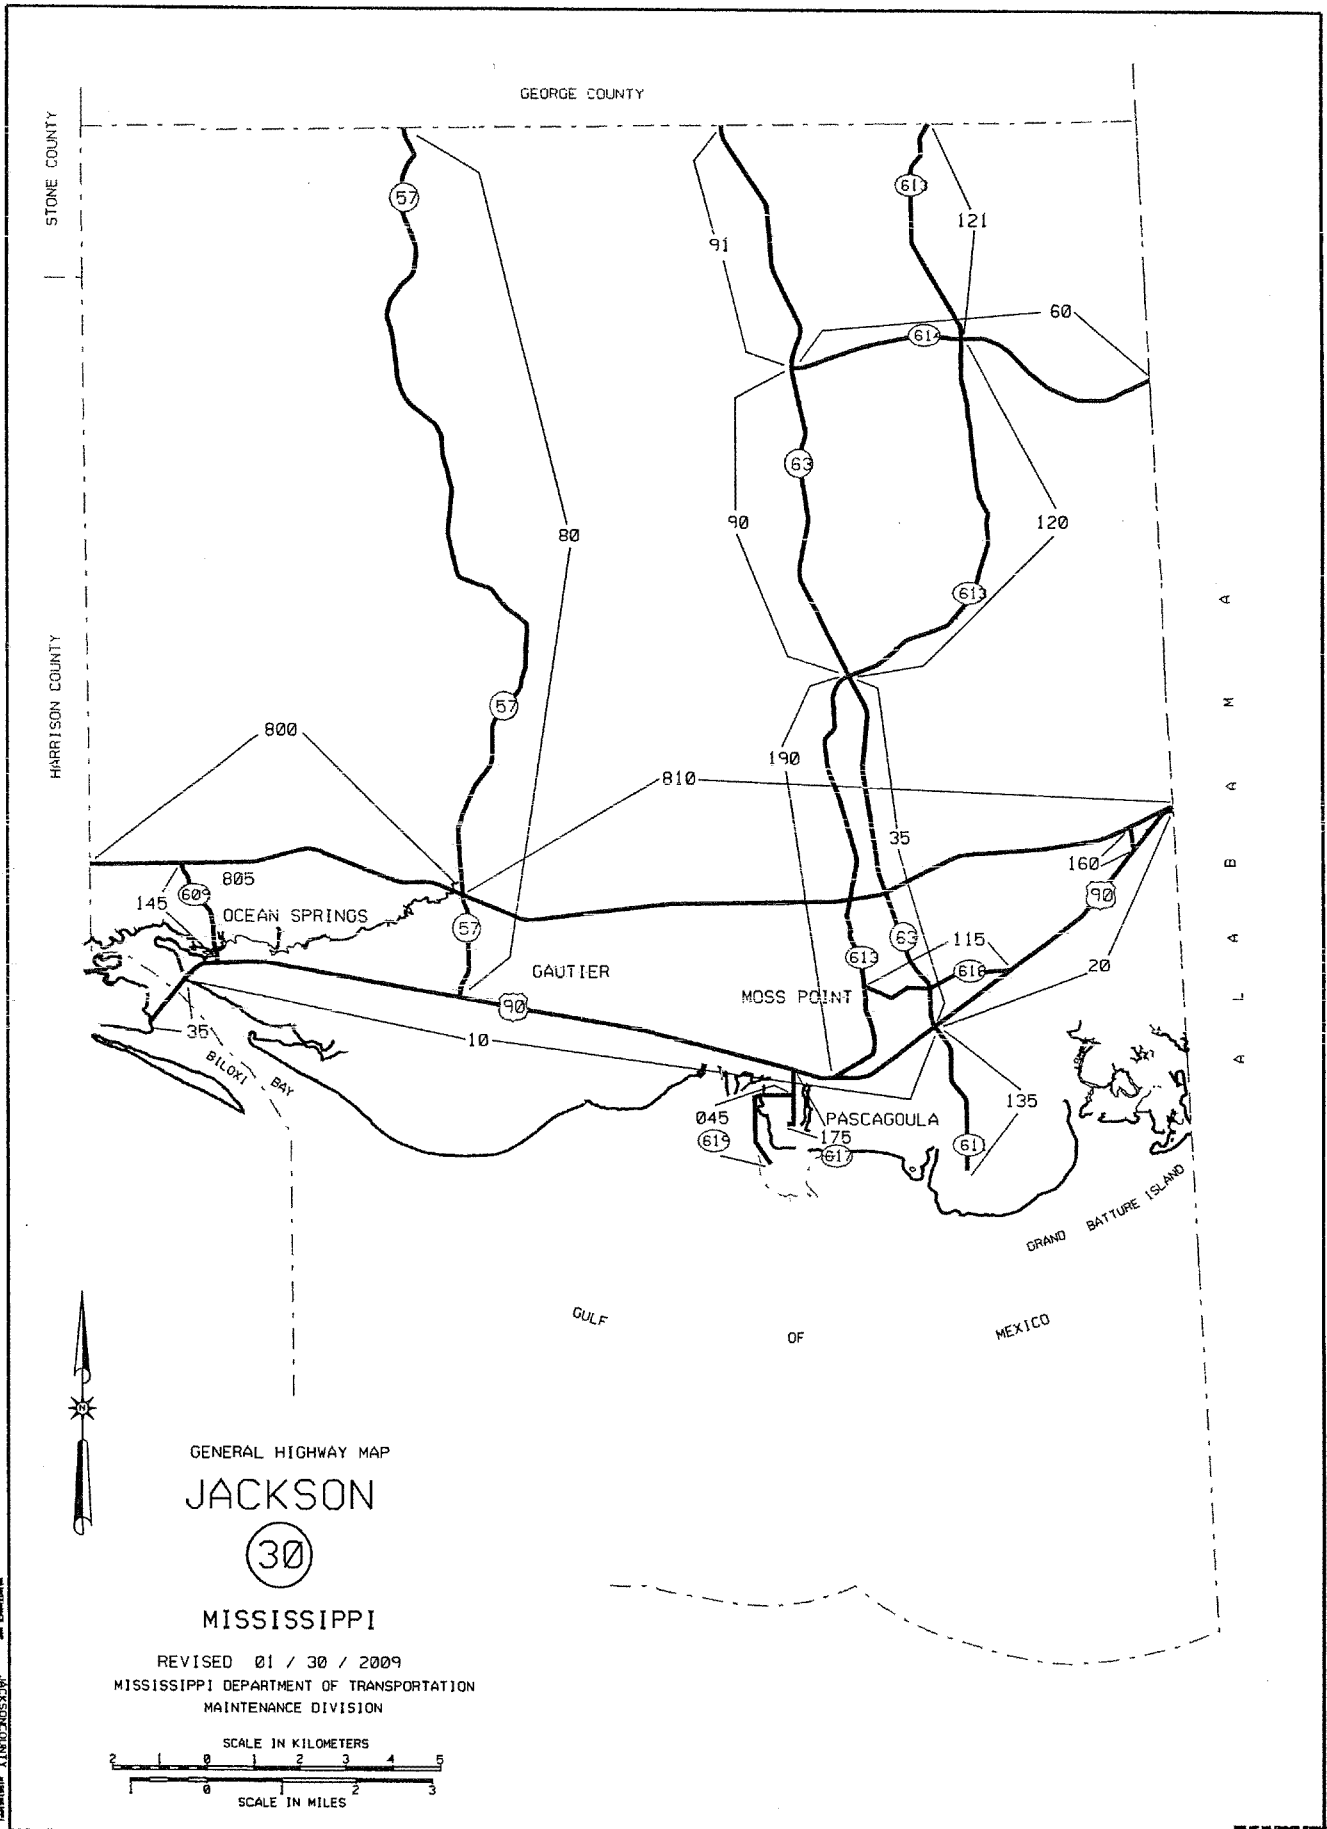 GEORGE COUNTY
STONE COUNTY
57
613
121
91
60
614
63
90
80
120
613
HARRISON COUNTY
57
800
190
810
35
160
805
609
145
OCEAN SPRINGS
90
57
63
115
613
618
20
GAUTIER
MOSS POINT
90
35
10
BILOXI
BAY
045
619
175
PASCAGOULA
617
135
611
GRAND BATTURE ISLAND
ALABAMA
GULF
OF
MEXICO
N
GENERAL HIGHWAY MAP
JACKSON
30
MISSISSIPPI
REVISED 01 / 30 / 2009
MISSISSIPPI DEPARTMENT OF TRANSPORTATION
MAINTENANCE DIVISION
SCALE IN KILOMETERS
2 1 0 1 2 3 4 5
1 0 1 2 3
SCALE IN MILES